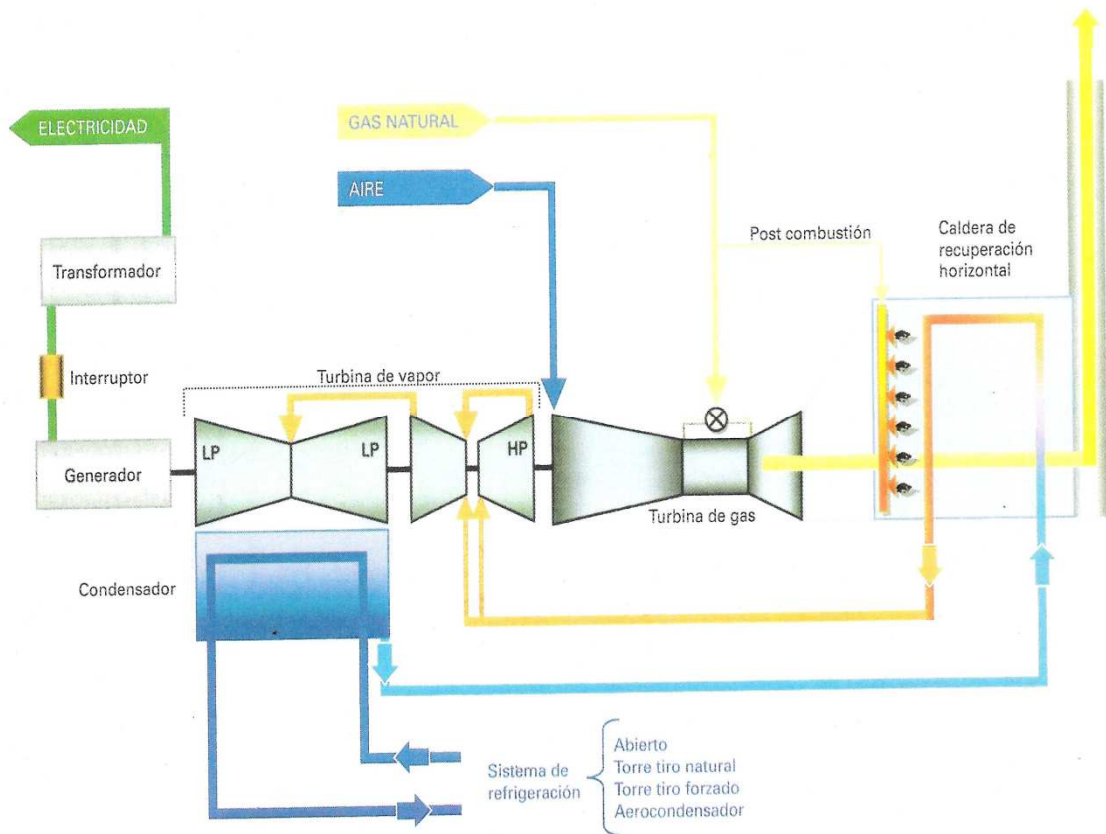 ELECTRICIDAD
GAS NATURAL
AIRE
Post combustión
Caldera de
recuperación
horizontal
Transformador
Interruptor
Turbina de vapor
LP
LP
HP
Generador
Turbina de gas
Condensador
Sistema de
refrigeración
Abierto
Torre tiro natural
Torre tiro forzado
Aerocondensador